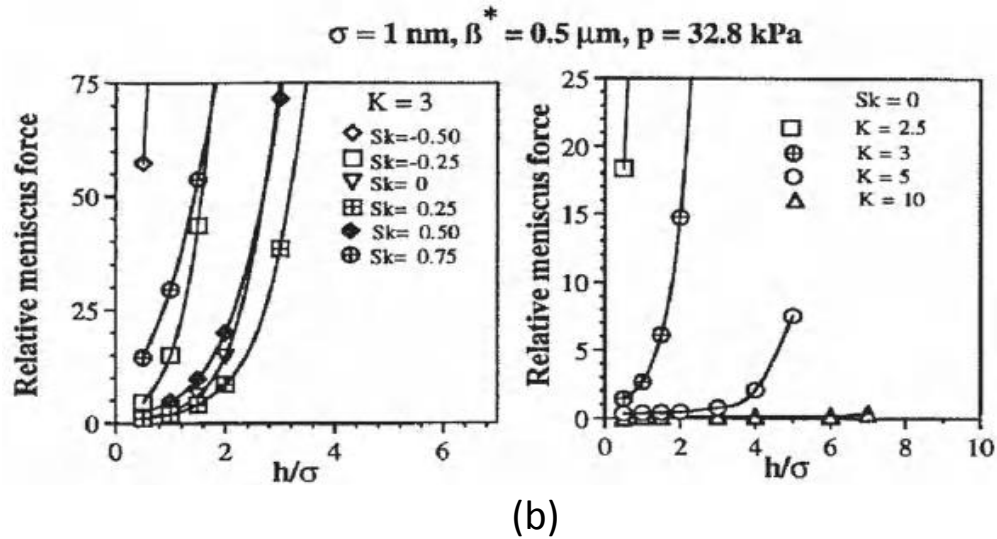 σ = 1 nm, ß* = 0.5 μm, p = 32.8 kPa
Relative meniscus force
75
50
25
0
K = 3
Sk=-0.50
Sk=-0.25
Sk= 0
Sk= 0.25
Sk= 0.50
Sk= 0.75
0
2
4
6
h/σ
Relative meniscus force
25
20
15
10
5
0
Sk=0
K = 2.5
K = 3
K = 5
K = 10
0
2
4
6
8
10
h/σ
(b)